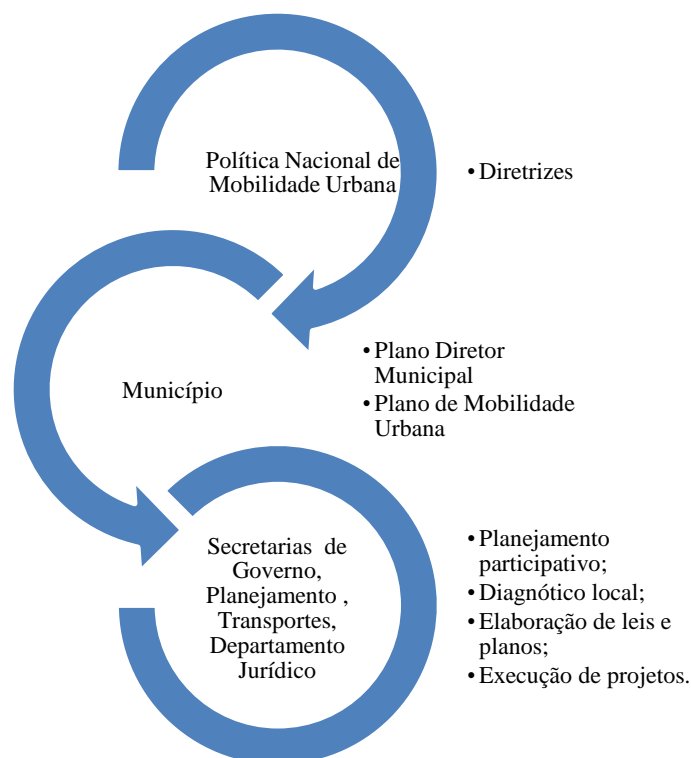 Política Nacional de
Mobilidade Urbana
• Diretrizes
Município
• Plano Diretor
Municipal
• Plano de Mobilidade
Urbana
Secretarias de
Governo,
Planejamento ,
Transportes,
Departamento
Jurídico
• Planejamento
participativo;
• Diagnótico local;
• Elaboração de leis e
planos;
• Execução de projetos.